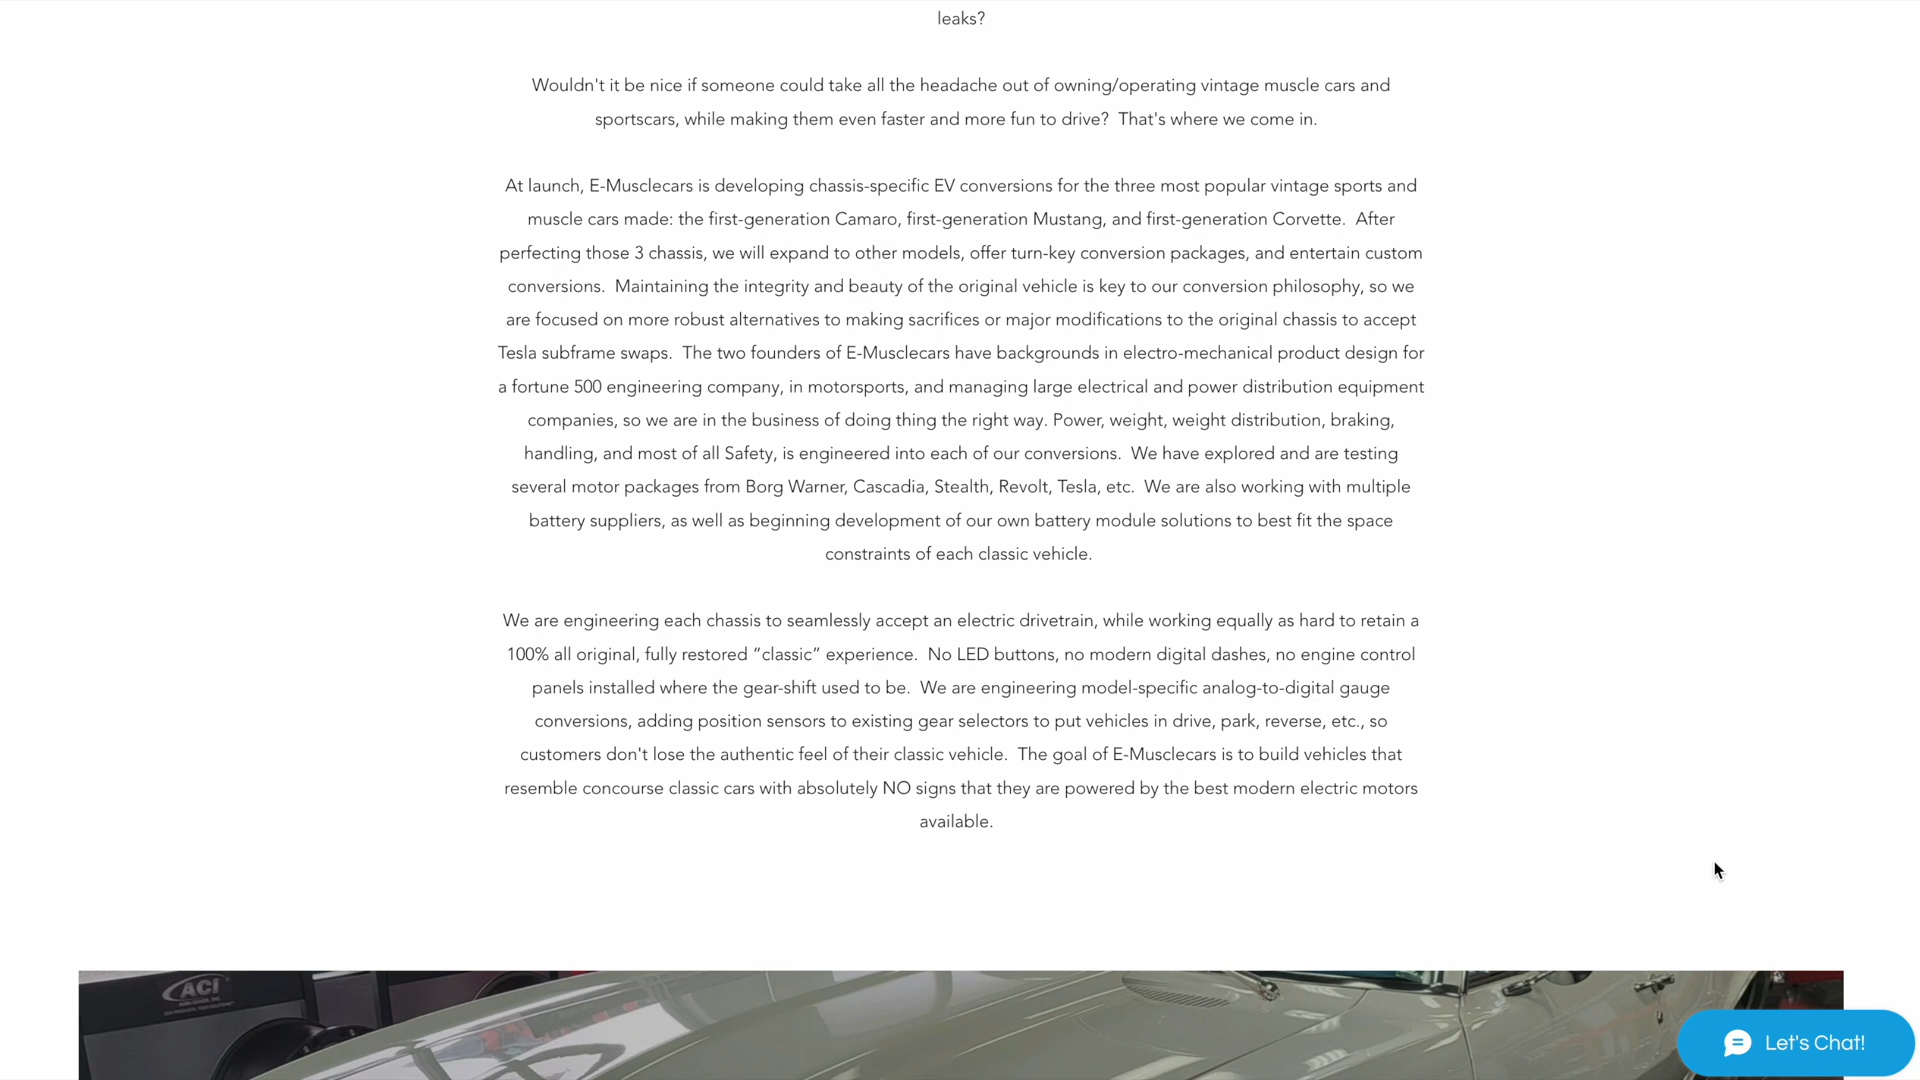 leaks?
Wouldn't it be nice if someone could take all the headache out of owning/operating vintage muscle cars and
sportscars, while making them even faster and more fun to drive? That's where we come in.
At launch, E-Musclecars is developing chassis-specific EV conversions for the three most popular vintage sports and
muscle cars made: the first-generation Camaro, first-generation Mustang, and first-generation Corvette. After
perfecting those 3 chassis, we will expand to other models, offer turn-key conversion packages, and entertain custom
conversions. Maintaining the integrity and beauty of the original vehicle is key to our conversion philosophy, so we
are focused on more robust alternatives to making sacrifices or major modifications to the original chassis to accept
Tesla subframe swaps. The two founders of E-Musclecars have backgrounds in electro-mechanical product design for
a fortune 500 engineering company, in motorsports, and managing large electrical and power distribution equipment
companies, so we are in the business of doing thing the right way. Power, weight, weight distribution, braking,
handling, and most of all Safety, is engineered into each of our conversions. We have explored and are testing
several motor packages from Borg Warner, Cascadia, Stealth, Revolt, Tesla, etc. We are also working with multiple
battery suppliers, as well as beginning development of our own battery module solutions to best fit the space
constraints of each classic vehicle.
We are engineering each chassis to seamlessly accept an electric drivetrain, while working equally as hard to retain a
100% all original, fully restored “classic” experience. No LED buttons, no modern digital dashes, no engine control
panels installed where the gear-shift used to be. We are engineering model-specific analog-to-digital gauge
conversions, adding position sensors to existing gear selectors to put vehicles in drive, park, reverse, etc., so
customers don't lose the authentic feel of their classic vehicle. The goal of E-Musclecars is to build vehicles that
resemble concourse classic cars with absolutely NO signs that they are powered by the best modern electric motors
available.
ACI
Let's Chat!